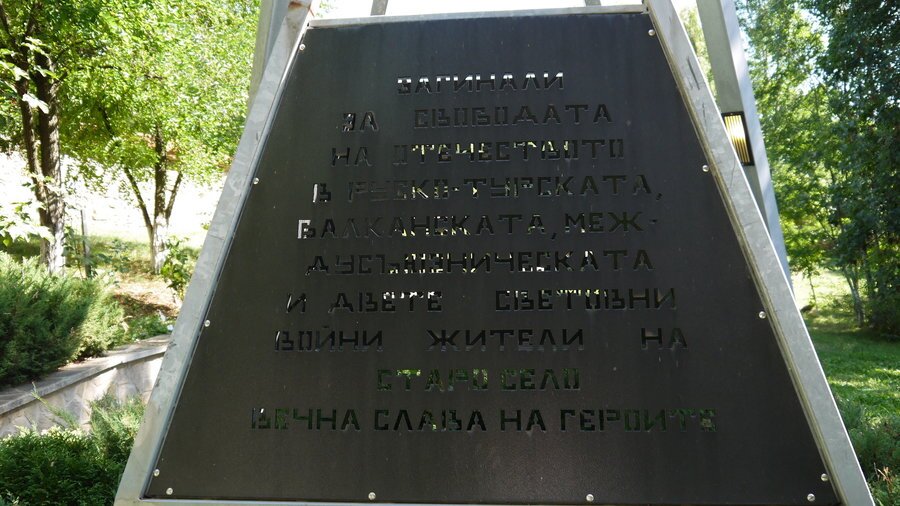 ЗАГИНАЛИ
ЗА СВОБОДАТА
НА ОТЕЧЕСТВОТО
В РУСКО-ТУРСКАТА,
БАЛКАНСКАТА, МЕЖ-
ДУСЪЮЗНИЧЕСКАТА
И ДВЕТЕ СВЕТОВНИ
ВОЙНИ ЖИТЕЛИ НА
СТАРО СЕЛО
ВЕЧНА СЛАВА НА ГЕРОИТЕ